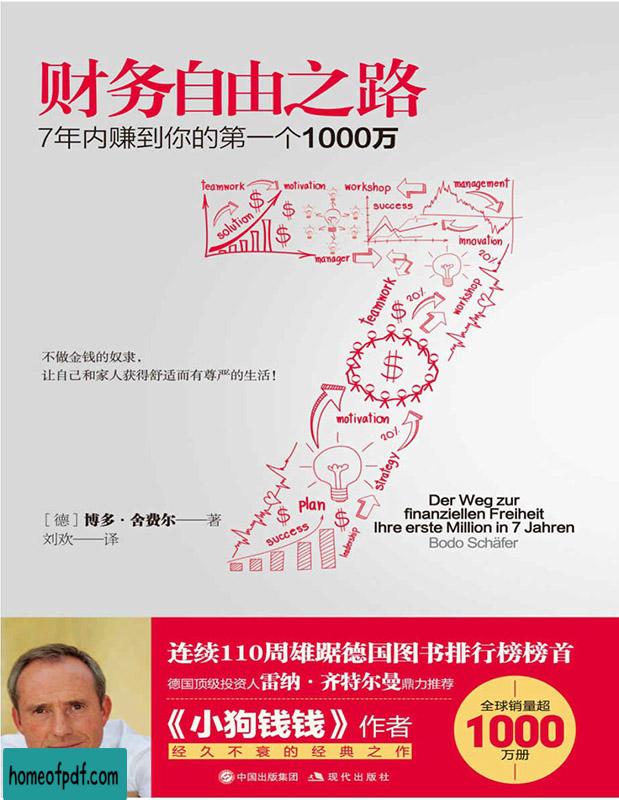 财务自由之路
7年内赚到你的第一个1000万
teamwork
motivation
workshop
management
$
solution
$
$
success
innovation
manager
20%
teamwork
$
20%
workshop
$
motivation
20%
strategy
不做金钱的奴隶，
让自己和家人获得舒适而有尊严的生活！
$
plan
$
success
leadership
[德]博多·舍费尔——著
刘欢——译
Der Weg zur
finanziellen Freiheit
Ihre erste Million in 7 Jahren
Bodo Schäfer
连续110周雄踞德国图书排行榜榜首
德国顶级投资人雷纳·齐特尔曼鼎力推荐
《小狗钱钱》作者
经久不衰的经典之作
中国出版集团
现代出版社
全球销量超
1000
万册
homeofpdf.com